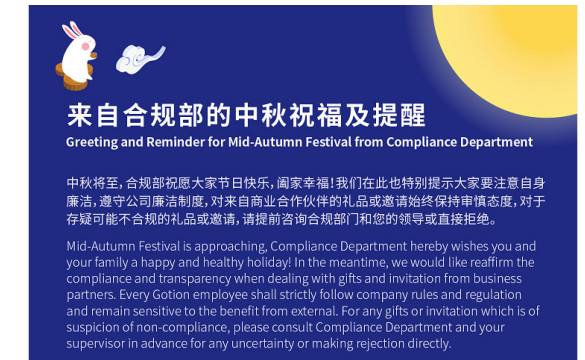 来自合规部的中秋祝福及提醒
Greeting and Reminder for Mid-Autumn Festival from Compliance Department
中秋将至，合规部祝愿大家节日快乐，阖家幸福！我们在此也特别提示大家要注意自身
廉洁，遵守公司廉洁制度，对来自商业合作伙伴的礼品或邀请始终保持审慎态度，对于
存疑可能不合规的礼品或邀请，请提前咨询合规部门和您的领导或直接拒绝。
Mid-Autumn Festival is approaching, Compliance Department hereby wishes you and
your family a happy and healthy holiday! In the meantime, we would like reaffirm the
compliance and transparency when dealing with gifts and invitation from business
partners. Every Gotion employee shall strictly follow company rules and regulation
and remain sensitive to the benefit from external. For any gifts or invitation which is of
suspicion of non-compliance, please consult Compliance Department and your
supervisor in advance for any uncertainty or making rejection directly.